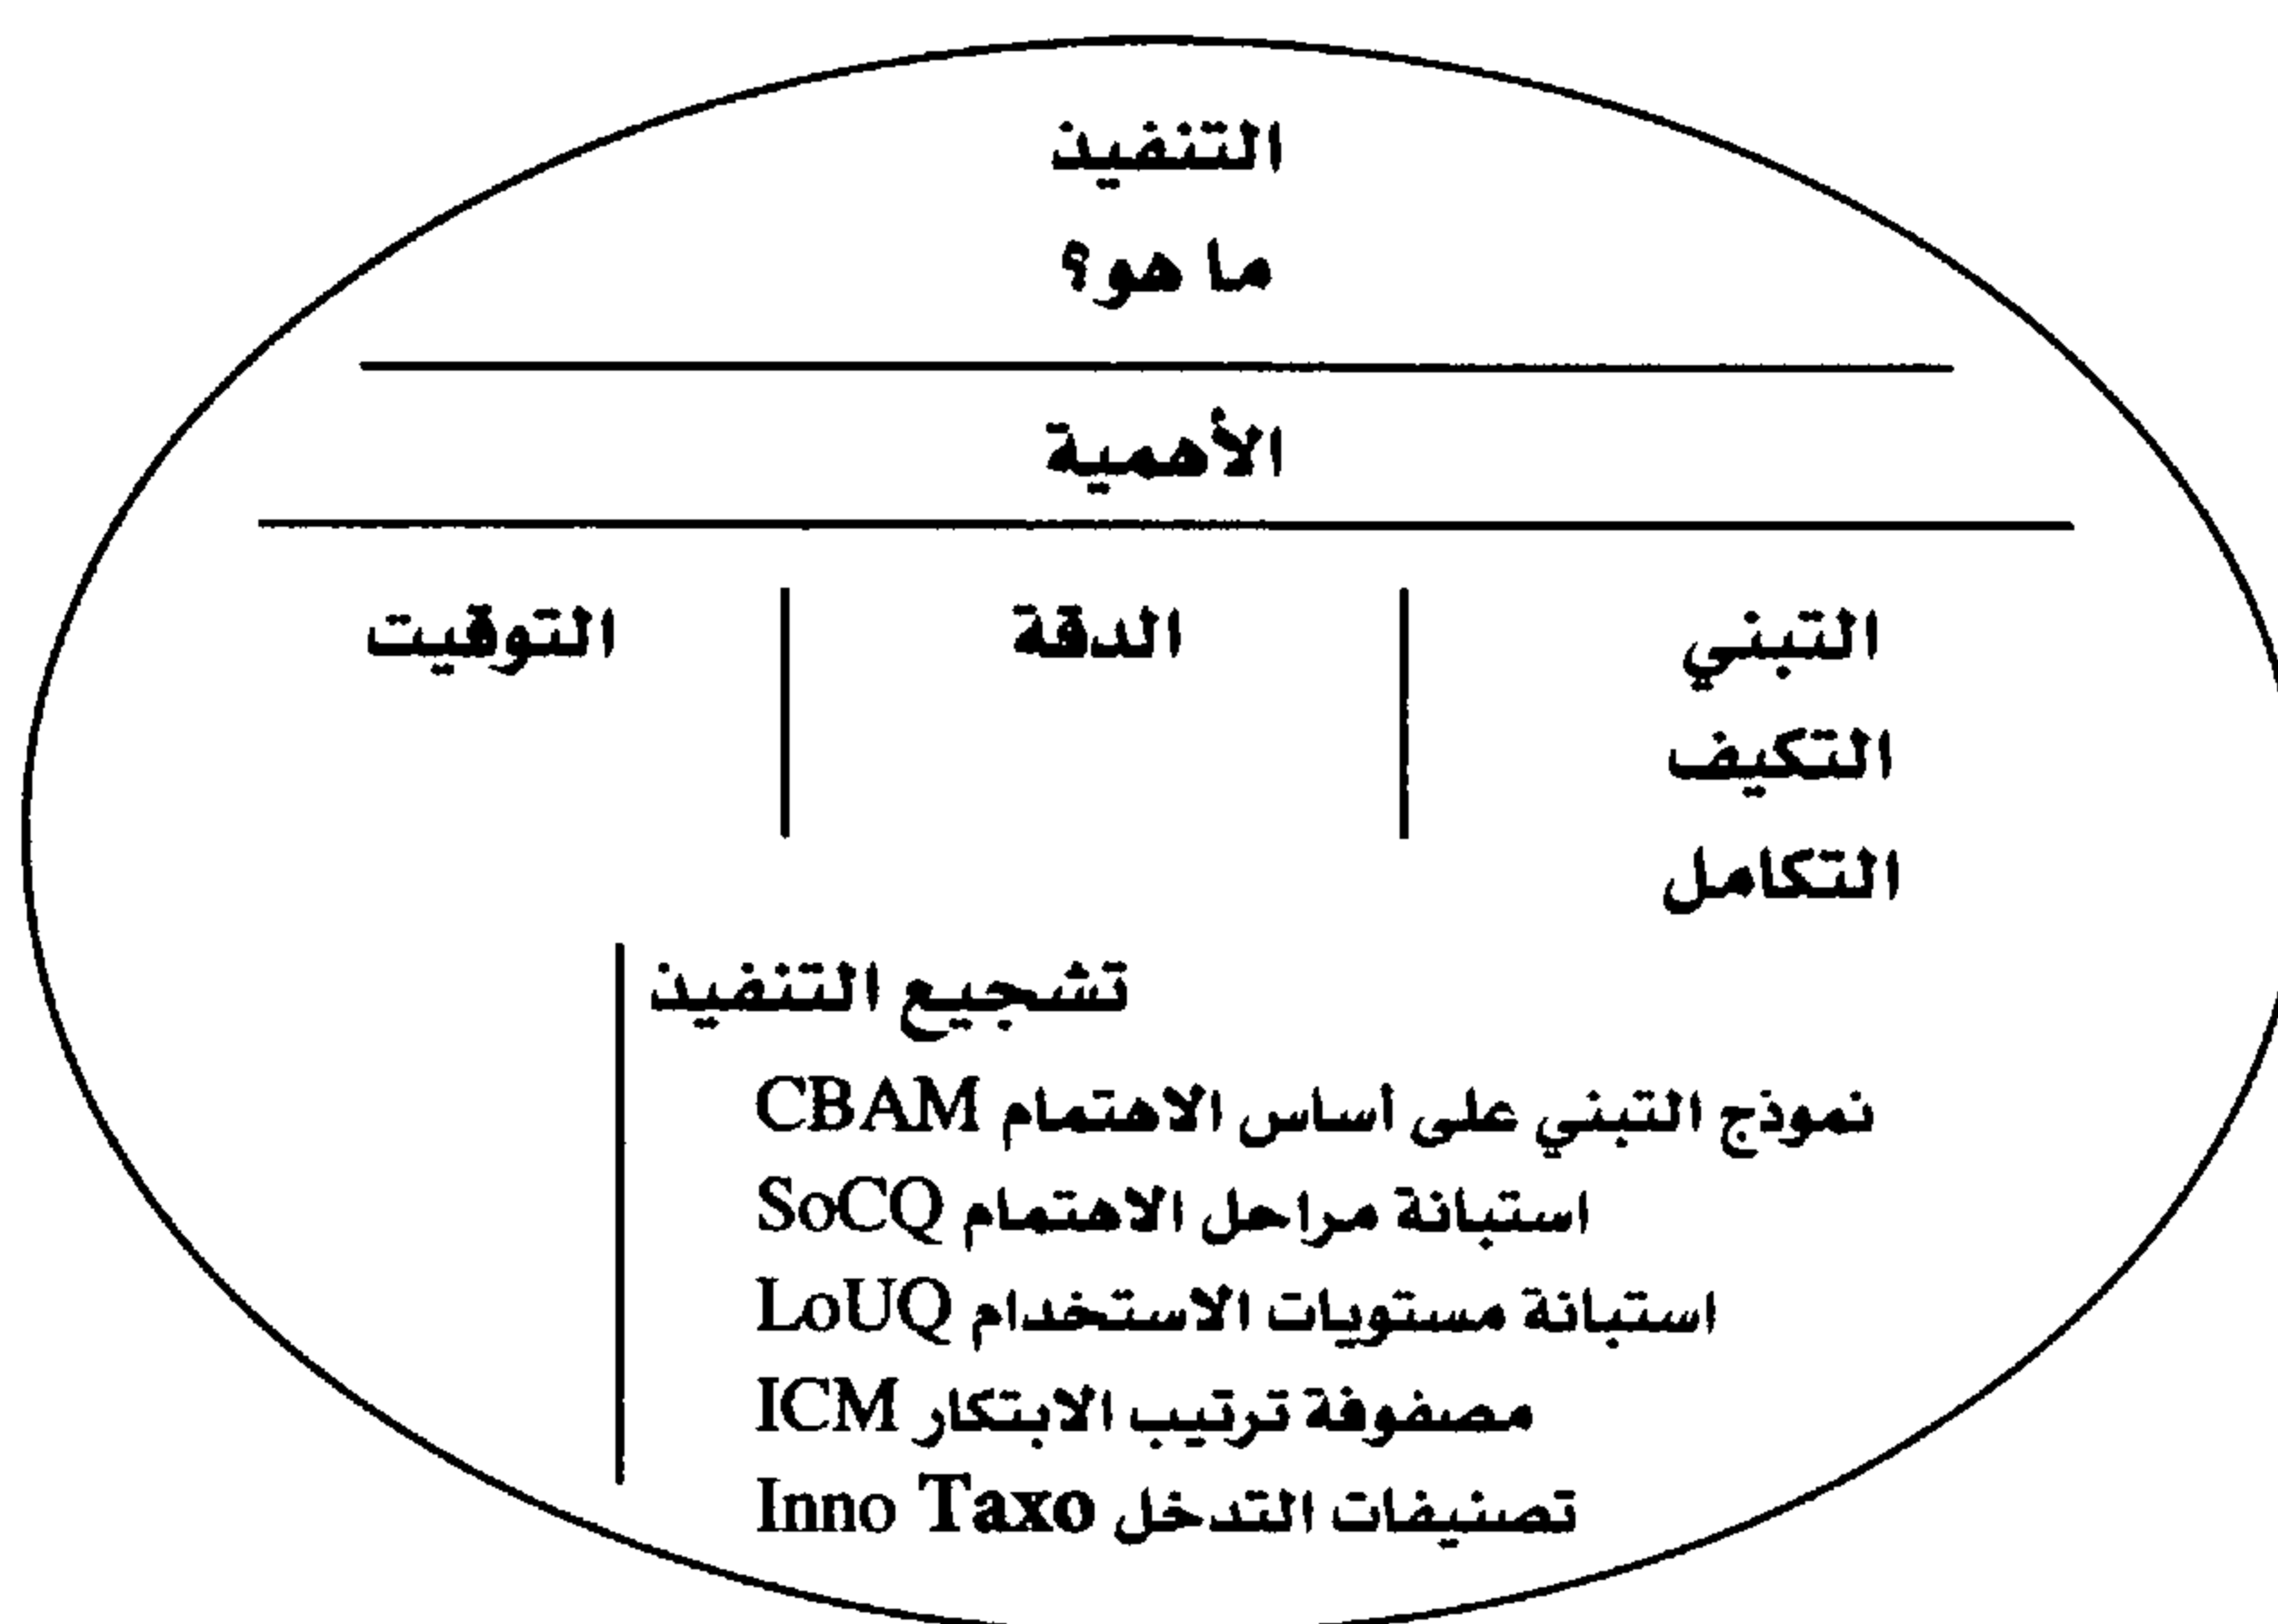 التنفيذ
ما هو؟
الأهمية
التبني
التكيف
التكامل
الدقة
التوقيت
تشجيع التنفيذ
نموذج التبني على أساس الاهتمام CBAM
استبانة مراحل الاهتمام SoCQ
استبانة مستويات الاستخدام LoUQ
مصفوفة ترتيب الابتكار ICM
تصنيفات التدخل Inno Taxo